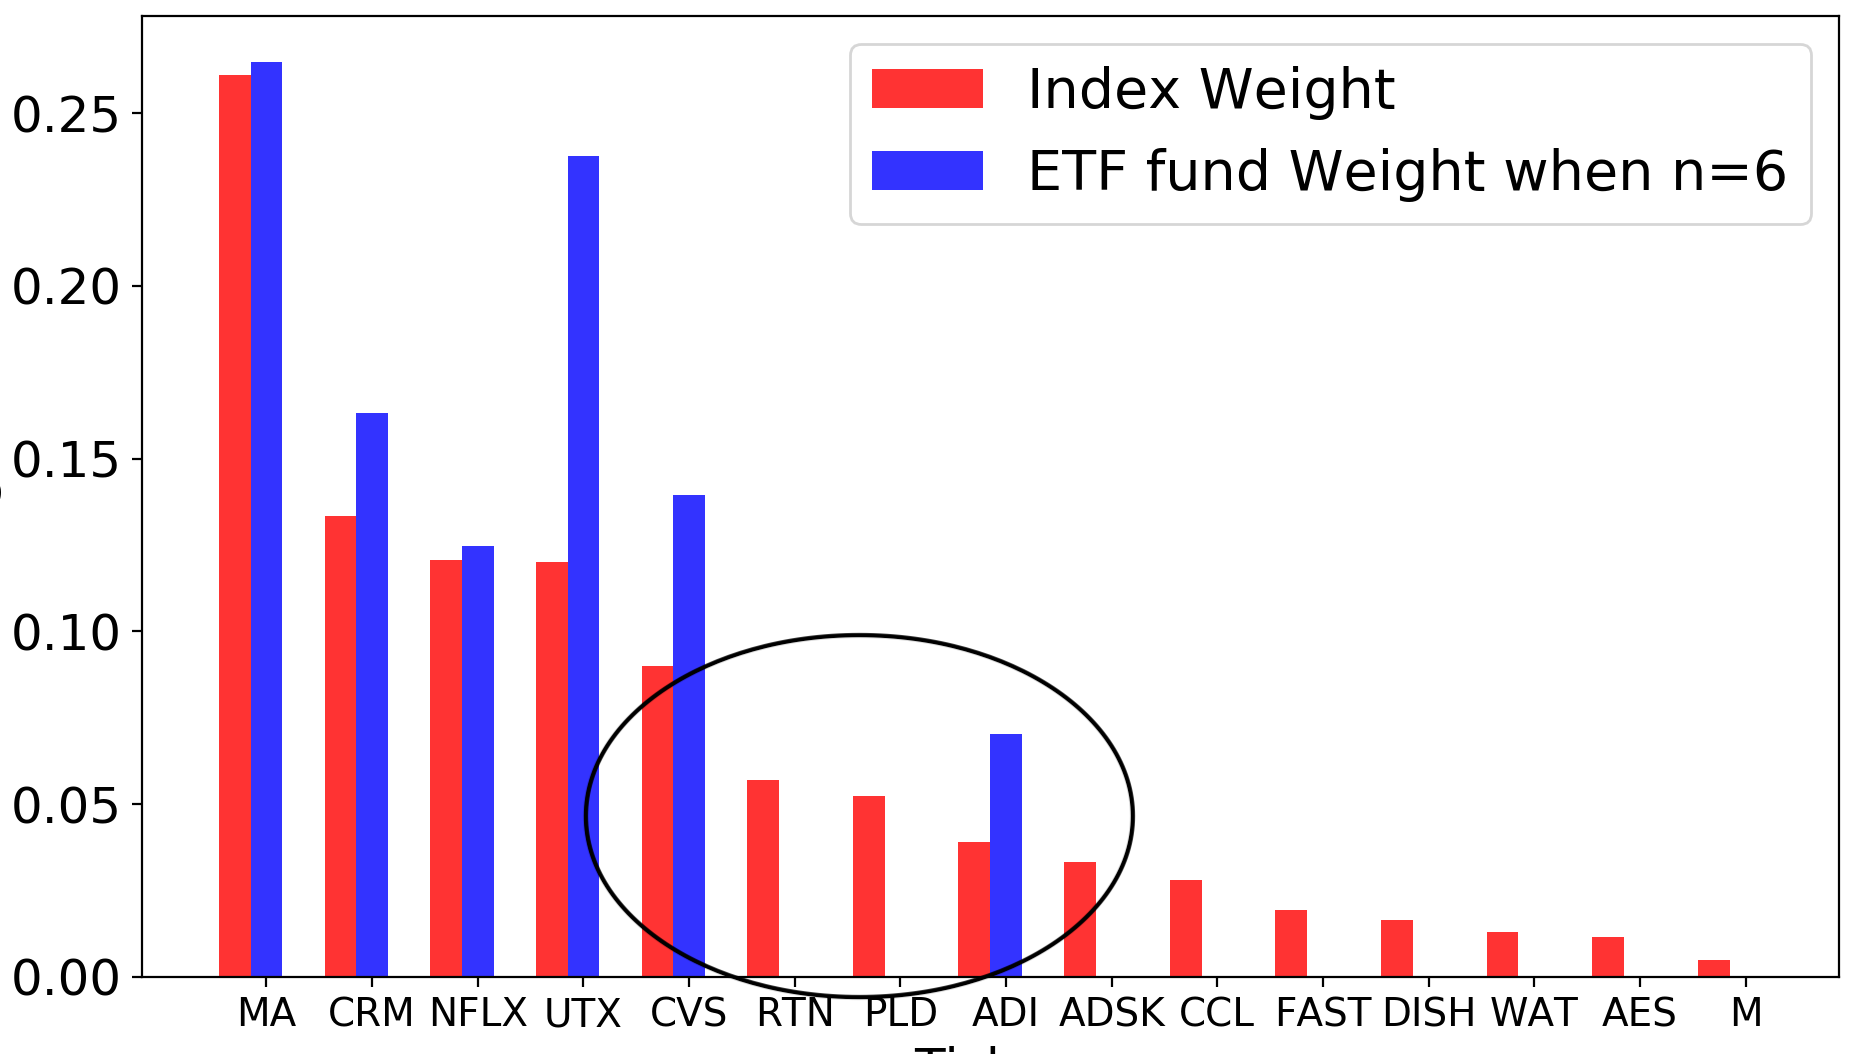 Index Weight
ETF fund Weight when n=6
0.25
0.20
0.15
0.10
0.05
0.00
MA CRM NFLX UTX CVS RTN PLD ADI ADSK CCL FAST DISH WAT AES M